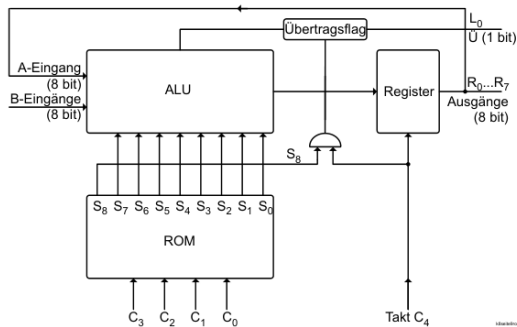 L0
Übertragsflag
Ü (1 bit)
A-Eingang
(8 bit)
B-Eingänge
(8 bit)
ALU
Register
R0...R7
Ausgänge
(8 bit)
S8
S8 S7 S6 S5 S4 S3 S2 S1 S0
ROM
C3 C2 C1 C0
Takt C4